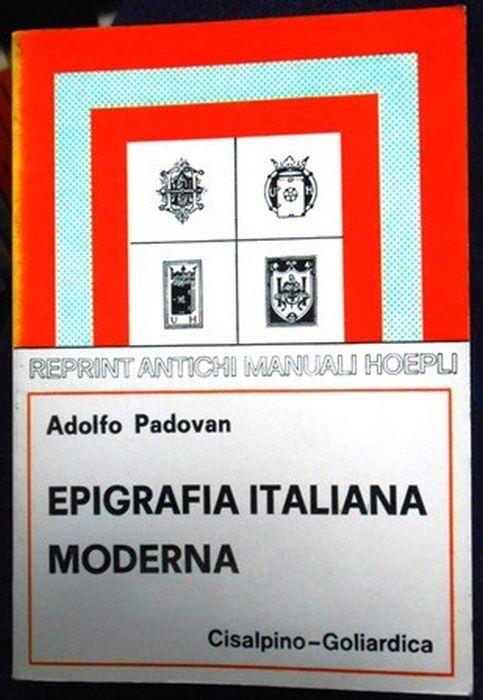 REPRINT ANTICHI MANUALI HOEPLI
Adolfo Padovan
EPIGRAFIA ITALIANA
MODERNA
Cisalpino-Goliardica
U H